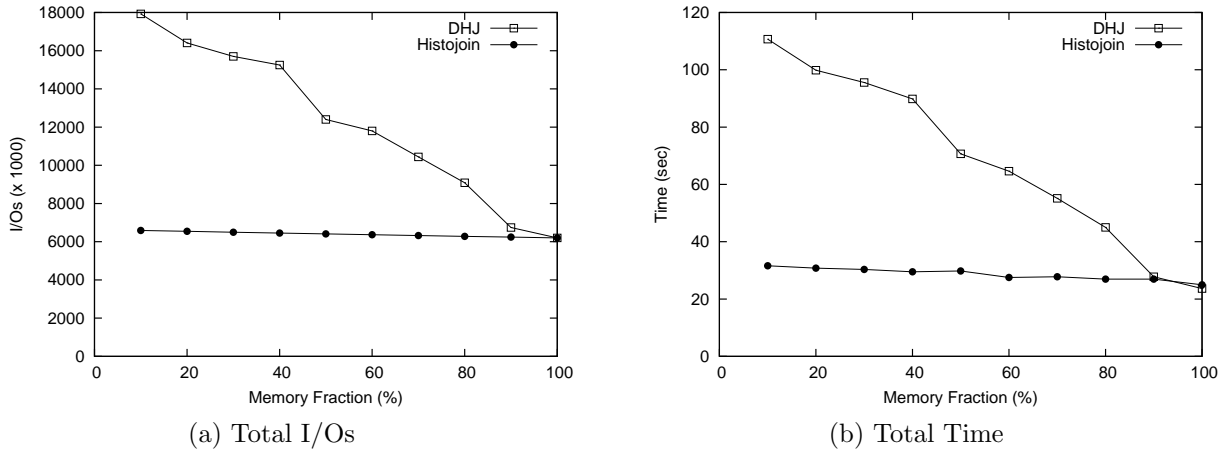 18000
16000
14000
12000
10000
8000
6000
4000
2000
0
I/Os (x 1000)
DHJ
Histojoin
0 20 40 60 80 100
Memory Fraction (%)
(a) Total I/Os
120
100
80
60
40
20
0
Time (sec)
DHJ
Histojoin
0 20 40 60 80 100
Memory Fraction (%)
(b) Total Time